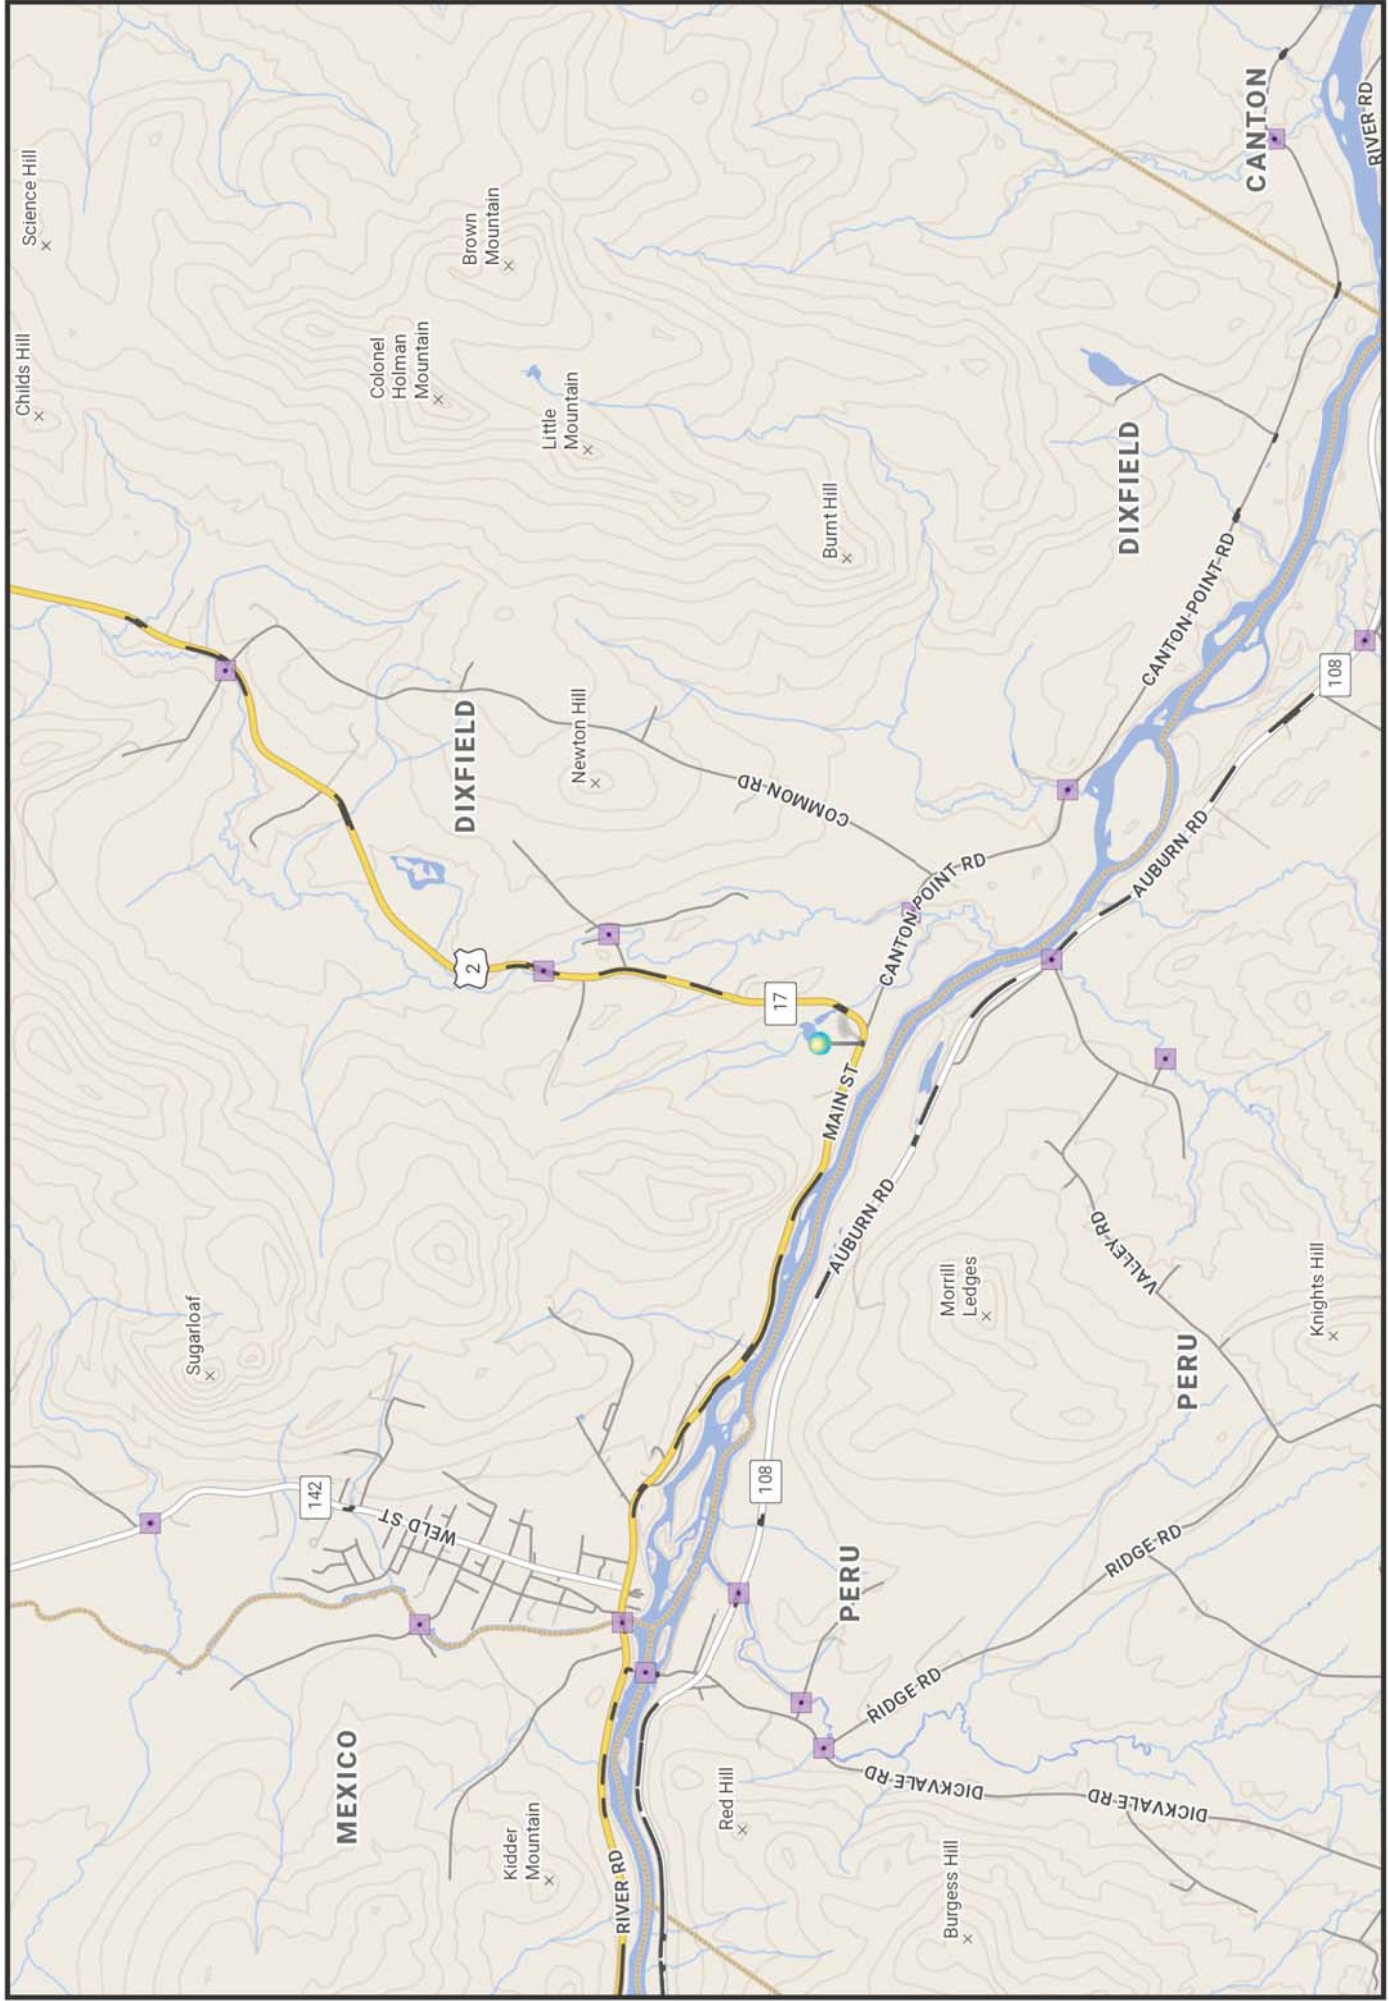 Science Hill
Childs Hill
Brown
Mountain
Colonel
Holman
Mountain
Little
Mountain
CANTON
RIVER RD
Burnt Hill
DIXFIELD
CANTON POINT RD
DIXFIELD
Newton Hill
COMMON RD
108
AUBURN RD
CANTON POINT RD
2
17
MAIN ST
AUBURN RD
Sugarloaf
Morrill
Ledges
VALLEY RD
Knights Hill
PERU
142
WELD ST
108
PERU
RIDGE RD
RIDGE RD
MEXICO
Kidder
Mountain
RIVER RD
Red Hill
DICKVALE RD
DICKVALE RD
Burgess Hill